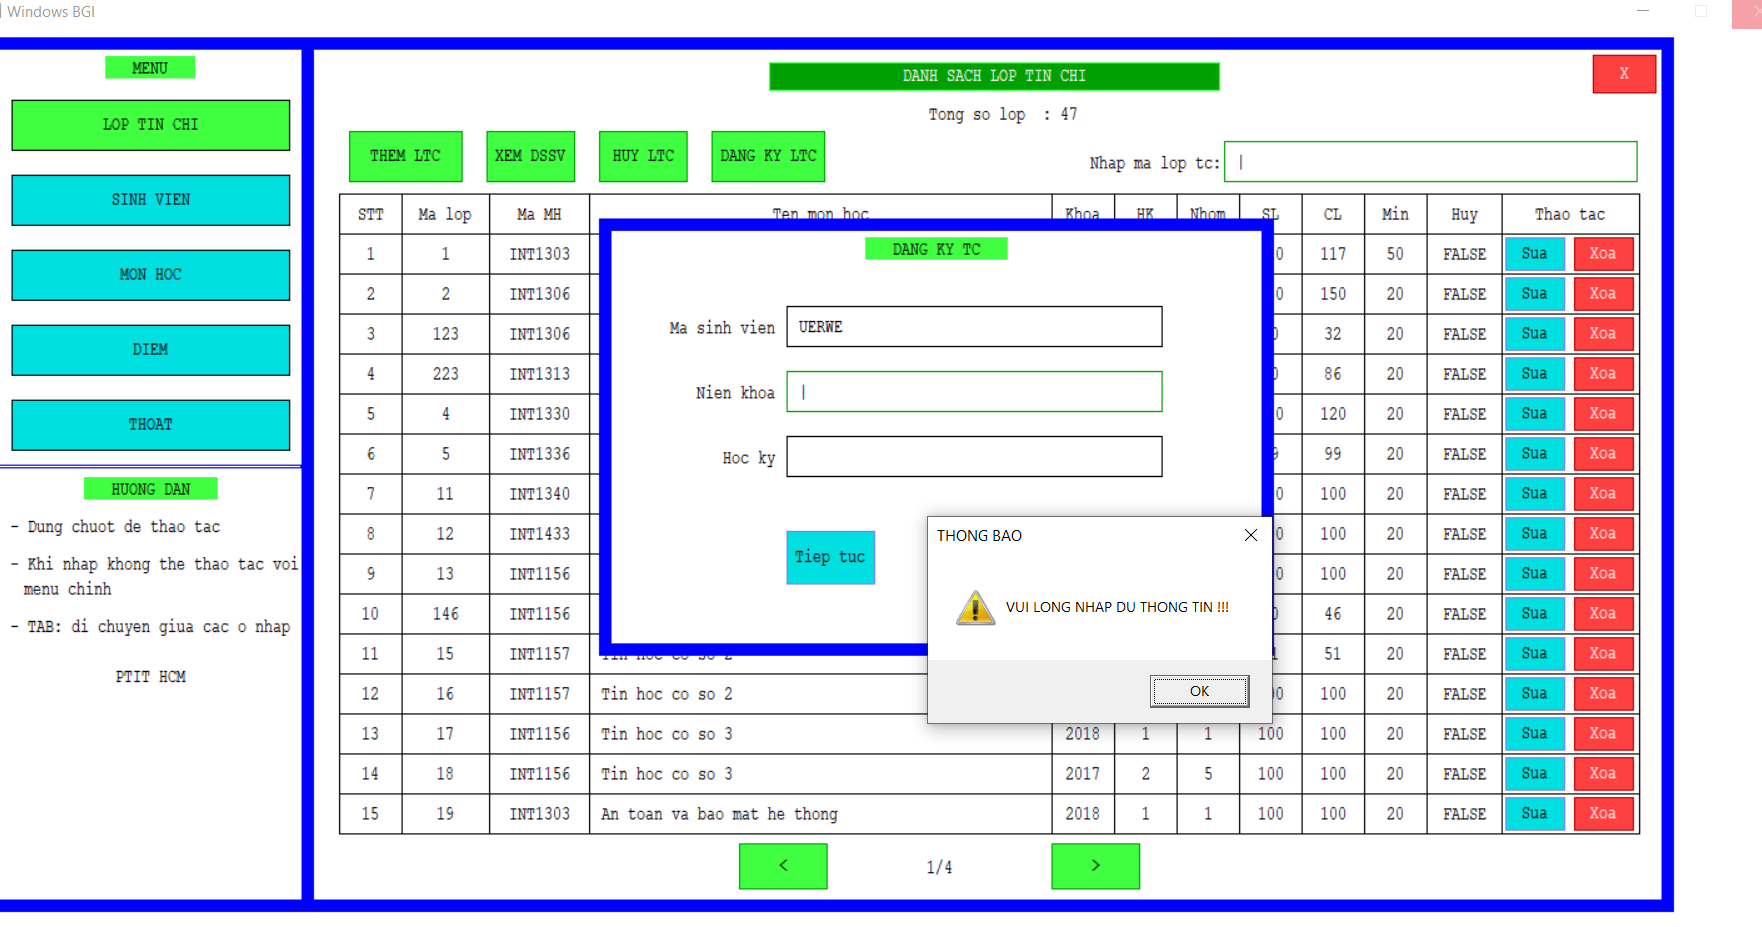 Windows BGI
MENU
LOP TIN CHI
SINH VIEN
MON HOC
DIEM
THOAT
HUONG DAN
- Dung chuot de thao tac
- Khi nhap khong the thao tac voi
menu chinh
- TAB: di chuyen giua cac o nhap
PTIT HCM
DANH SACH LOP TIN CHI
X
Tong so lop : 47
THEM LTC XEM DSSV HUY LTC DANG KY LTC
Nhap ma lop tc: |
STT Ma lop Ma MH Ten mon hoc Khoa HK Nhom SL CL Min Huy Thao tac
1 1 INT1303 0 117 50 FALSE Sua Xoa
2 2 INT1306 0 150 20 FALSE Sua Xoa
3 123 INT1306 32 20 FALSE Sua Xoa
4 223 INT1313 86 20 FALSE Sua Xoa
5 4 INT1330 0 120 20 FALSE Sua Xoa
6 5 INT1336 9 99 20 FALSE Sua Xoa
7 11 INT1340 0 100 20 FALSE Sua Xoa
8 12 INT1433 0 100 20 FALSE Sua Xoa
9 13 INT1156 0 100 20 FALSE Sua Xoa
10 146 INT1156 46 20 FALSE Sua Xoa
11 15 INT1157 Tin hoc co so 2 51 20 FALSE Sua Xoa
12 16 INT1157 Tin hoc co so 2 0 100 20 FALSE Sua Xoa
13 17 INT1156 Tin hoc co so 3 2018 1 1 100 100 20 FALSE Sua Xoa
14 18 INT1156 Tin hoc co so 3 2017 2 5 100 100 20 FALSE Sua Xoa
15 19 INT1303 An toan va bao mat he thong 2018 1 1 100 100 20 FALSE Sua Xoa
< 1/4 >
DANG KY TC
Ma sinh vien UERWE
Nien khoa |
Hoc ky
Tiep tuc
THONG BAO
VUI LONG NHAP DU THONG TIN !!!
OK